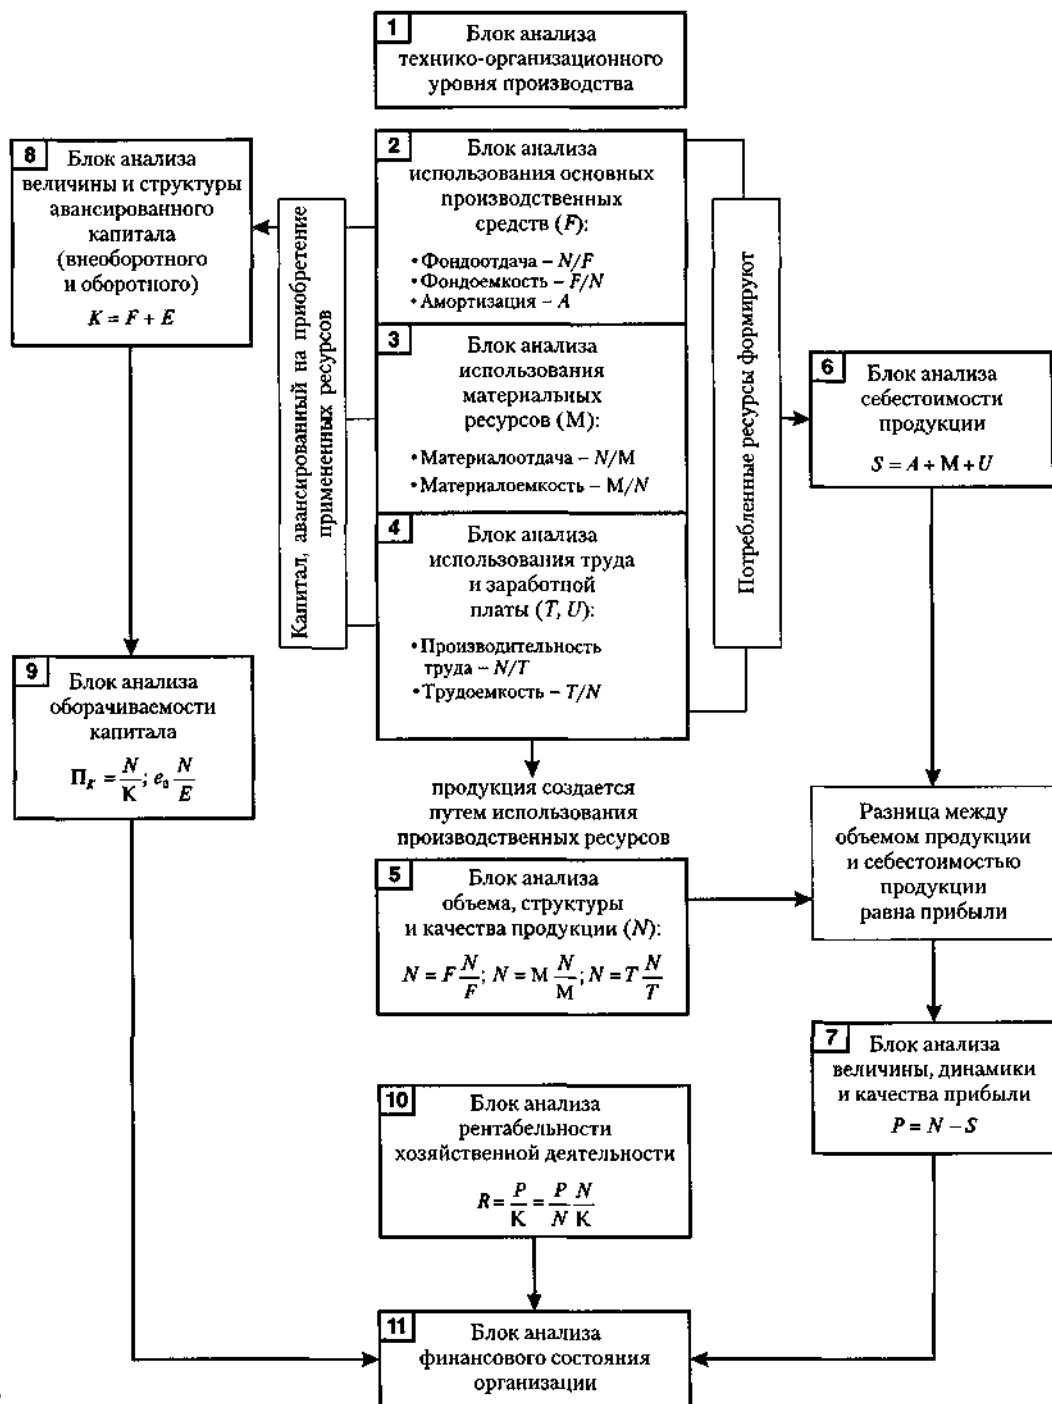 1
Блок анализа
технико-организационного
уровня производства
8
Блок анализа
величины и структуры
авансированного
капитала
(внеоборотного
и оборотного)
K = F + E
Капитал, авансированный на приобретение
примененных ресурсов
2
Блок анализа
использования основных
производственных
средств (F):
• Фондоотдача – N/F
• Фондоемкость – F/N
• Амортизация – A
3
Блок анализа
использования
материальных
ресурсов (М):
• Материалоотдача – N/М
• Материалоемкость – М/N
4
Блок анализа
использования труда
и заработной
платы (T, U):
• Производительность
труда – N/T
• Трудоемкость – T/N
Потребленные ресурсы формируют
6
Блок анализа
себестоимости
продукции
S = A + М + U
9
Блок анализа
оборачиваемости
капитала
Пк = N/К; eа N/E
продукция создается
путем использования
производственных ресурсов
5
Блок анализа
объема, структуры
и качества продукции (N):
N = F N/F; N = М N/М; N = T N/T
Разница между
объемом продукции
и себестоимостью
продукции
равна прибыли
7
Блок анализа
величины, динамики
и качества прибыли
P = N – S
10
Блок анализа
рентабельности
хозяйственной деятельности
R = P/К = P/N N/К
11
Блок анализа
финансового состояния
организации